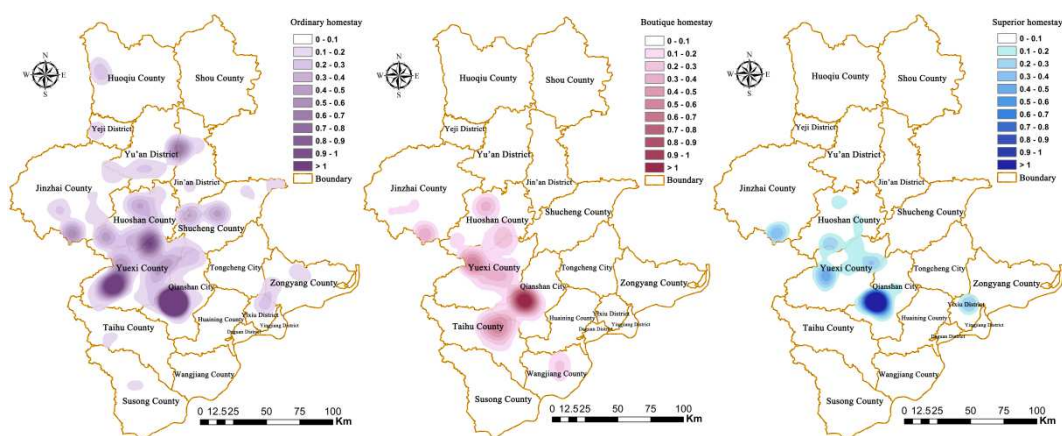 Ordinary homestay
0 - 0.1
0.1 - 0.2
0.2 - 0.3
0.3 - 0.4
0.4 - 0.5
0.5 - 0.6
0.6 - 0.7
0.7 - 0.8
0.8 - 0.9
0.9 - 1
> 1
Boundary
N
W E
S
Huoqiu County
Shou County
Yeji District
Yu'an District
Jin'an District
Jinzhai County
Huoshan County
Shucheng County
Yuexi County
Tongcheng City
Qianshan City
Zongyang County
Yixiu District
Huaining County
Yingjiang District
Daguan District
Taihu County
Wangjiang County
Susong County
0 12.525 50 75 100
Km
Boutique homestay
0 - 0.1
0.1 - 0.2
0.2 - 0.3
0.3 - 0.4
0.4 - 0.5
0.5 - 0.6
0.6 - 0.7
0.7 - 0.8
0.8 - 0.9
0.9 - 1
> 1
Boundary
N
W E
S
Huoqiu County
Shou County
Yeji District
Yu'an District
Jin'an District
Jinzhai County
Huoshan County
Shucheng County
Yuexi County
Tongcheng City
Qianshan City
Zongyang County
Yixiu District
Huaining County
Yingjiang District
Daguan District
Taihu County
Wangjiang County
Susong County
0 12.525 50 75 100
Km
Superior homestay
0 - 0.1
0.1 - 0.2
0.2 - 0.3
0.3 - 0.4
0.4 - 0.5
0.5 - 0.6
0.6 - 0.7
0.7 - 0.8
0.8 - 0.9
0.9 - 1
> 1
Boundary
N
W E
S
Huoqiu County
Shou County
Yeji District
Yu'an District
Jin'an District
Jinzhai County
Huoshan County
Shucheng County
Yuexi County
Tongcheng City
Qianshan City
Zongyang County
Yixiu District
Huaining County
Yingjiang District
Daguan District
Taihu County
Wangjiang County
Susong County
0 12.525 50 75 100
Km